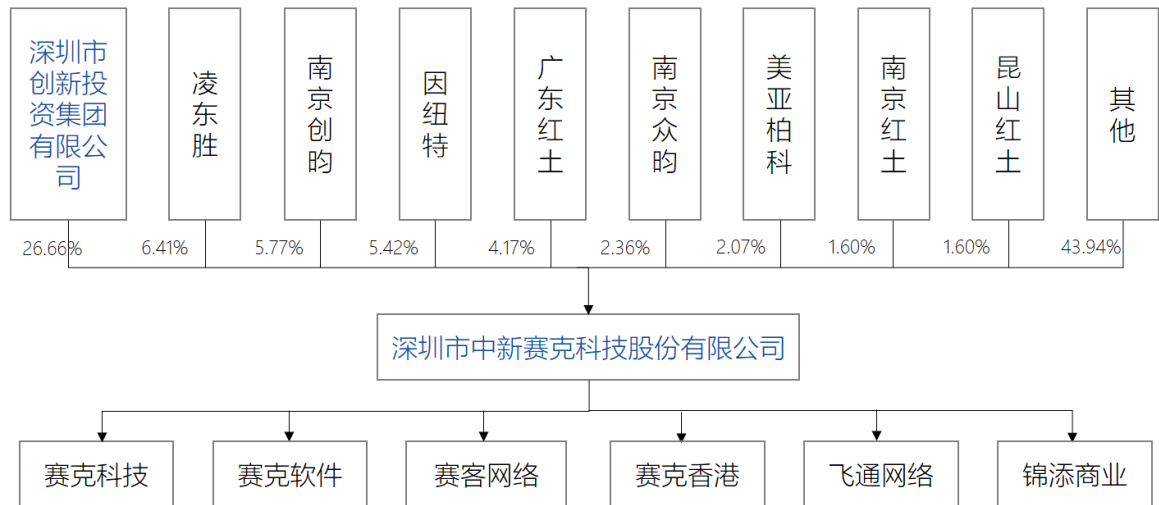 深圳市
创新投
资集团
有限公
司
凌东胜
南京创昀
因纽特
广东红土
南京众昀
美亚柏科
南京红土
昆山红土
其他
26.66%
6.41%
5.77%
5.42%
4.17%
2.36%
2.07%
1.60%
1.60%
43.94%
深圳市中新赛克科技股份有限公司
赛克科技
赛克软件
赛客网络
赛克香港
飞通网络
锦添商业